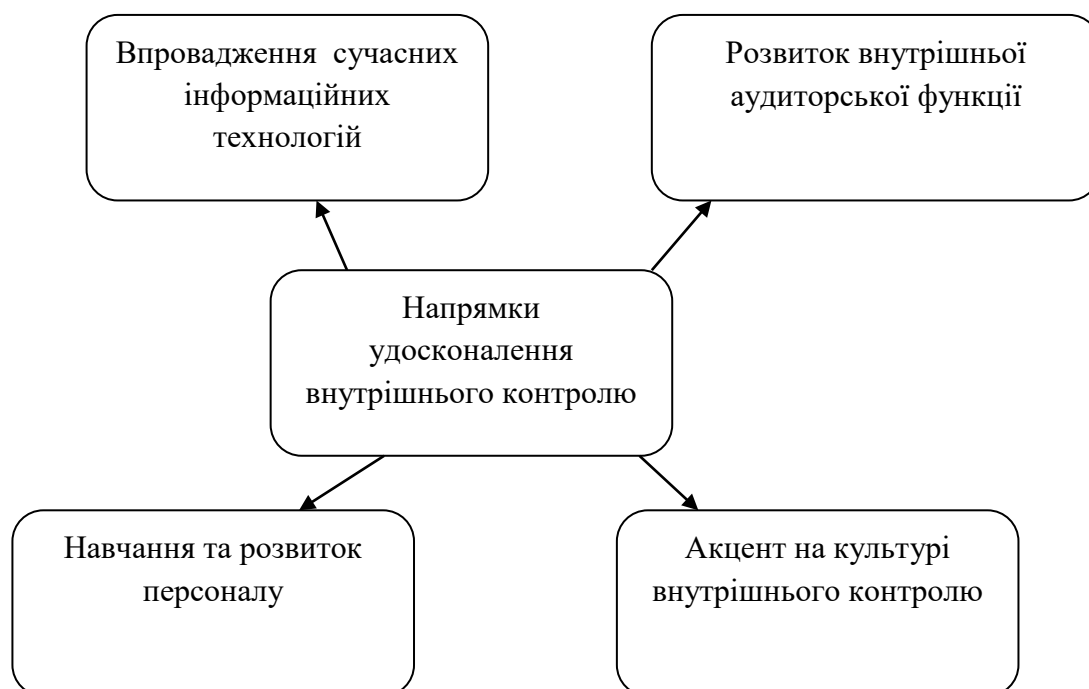 Впровадження сучасних
інформаційних
технологій
Розвиток внутрішньої
аудиторської функції
Напрямки
удосконалення
внутрішнього контролю
Навчання та розвиток
персоналу
Акцент на культурі
внутрішнього контролю